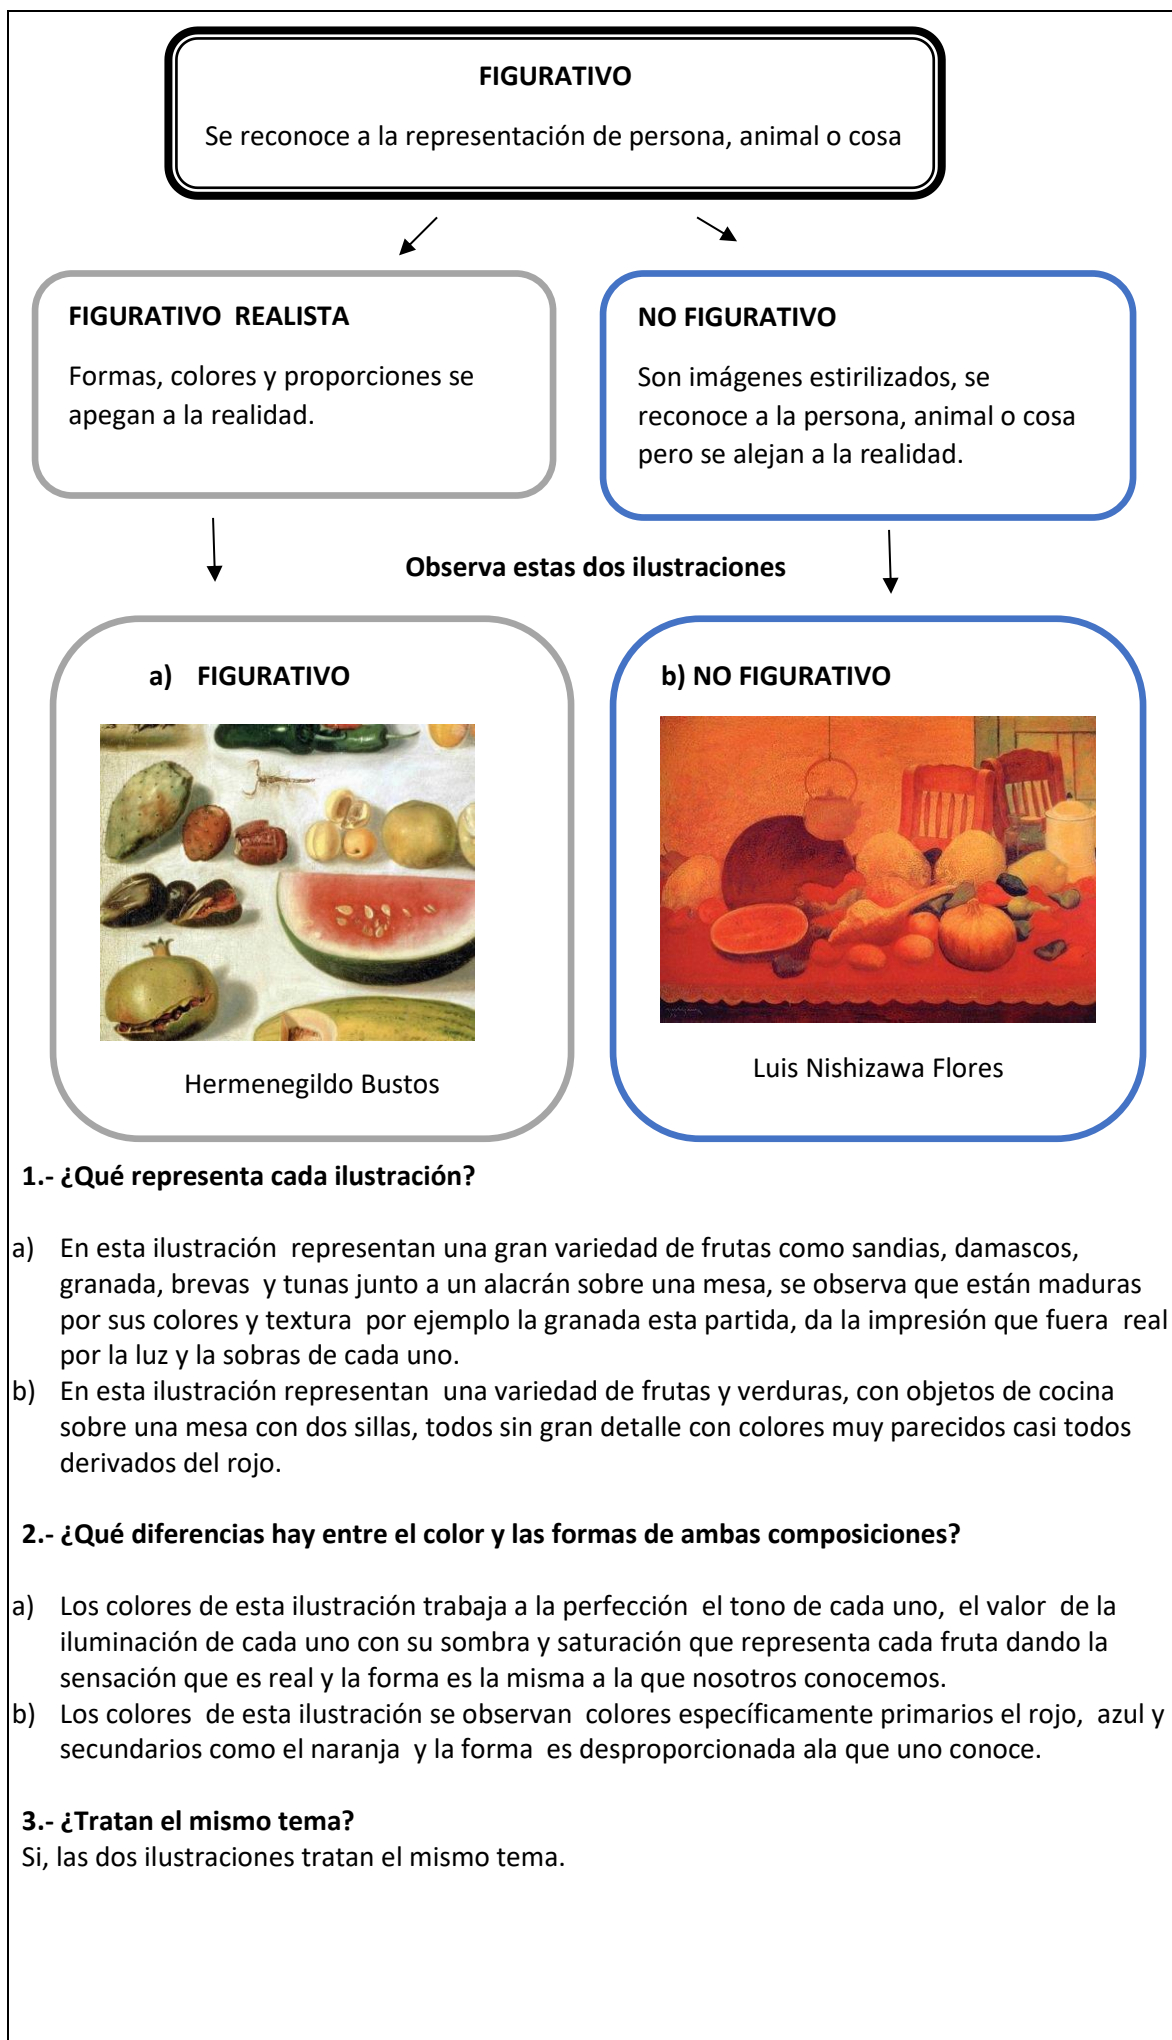 FIGURATIVO
Se reconoce a la representación de persona, animal o cosa
FIGURATIVO  REALISTA
Formas, colores y proporciones se
apegan a la realidad.
NO FIGURATIVO
Son imágenes estirilizados, se
reconoce a la persona, animal o cosa
pero se alejan a la realidad.
Observa estas dos ilustraciones
a)   FIGURATIVO
Hermenegildo Bustos
b) NO FIGURATIVO
Luis Nishizawa Flores
1.- ¿Qué representa cada ilustración?
a)   En esta ilustración  representan una gran variedad de frutas como sandias, damascos,
granada, brevas  y tunas junto a un alacrán sobre una mesa, se observa que están maduras
por sus colores y textura  por ejemplo la granada esta partida, da la impresión que fuera  real
por la luz y la sobras de cada uno.
b)   En esta ilustración representan  una variedad de frutas y verduras, con objetos de cocina
sobre una mesa con dos sillas, todos sin gran detalle con colores muy parecidos casi todos
derivados del rojo.
2.- ¿Qué diferencias hay entre el color y las formas de ambas composiciones?
a)   Los colores de esta ilustración trabaja a la perfección  el tono de cada uno,  el valor  de la
iluminación de cada uno con su sombra y saturación que representa cada fruta dando la
sensación que es real y la forma es la misma a la que nosotros conocemos.
b)   Los colores  de esta ilustración se observan  colores específicamente primarios el rojo,  azul y
secundarios como el naranja  y la forma  es desproporcionada ala que uno conoce.
3.- ¿Tratan el mismo tema?
Si, las dos ilustraciones tratan el mismo tema.